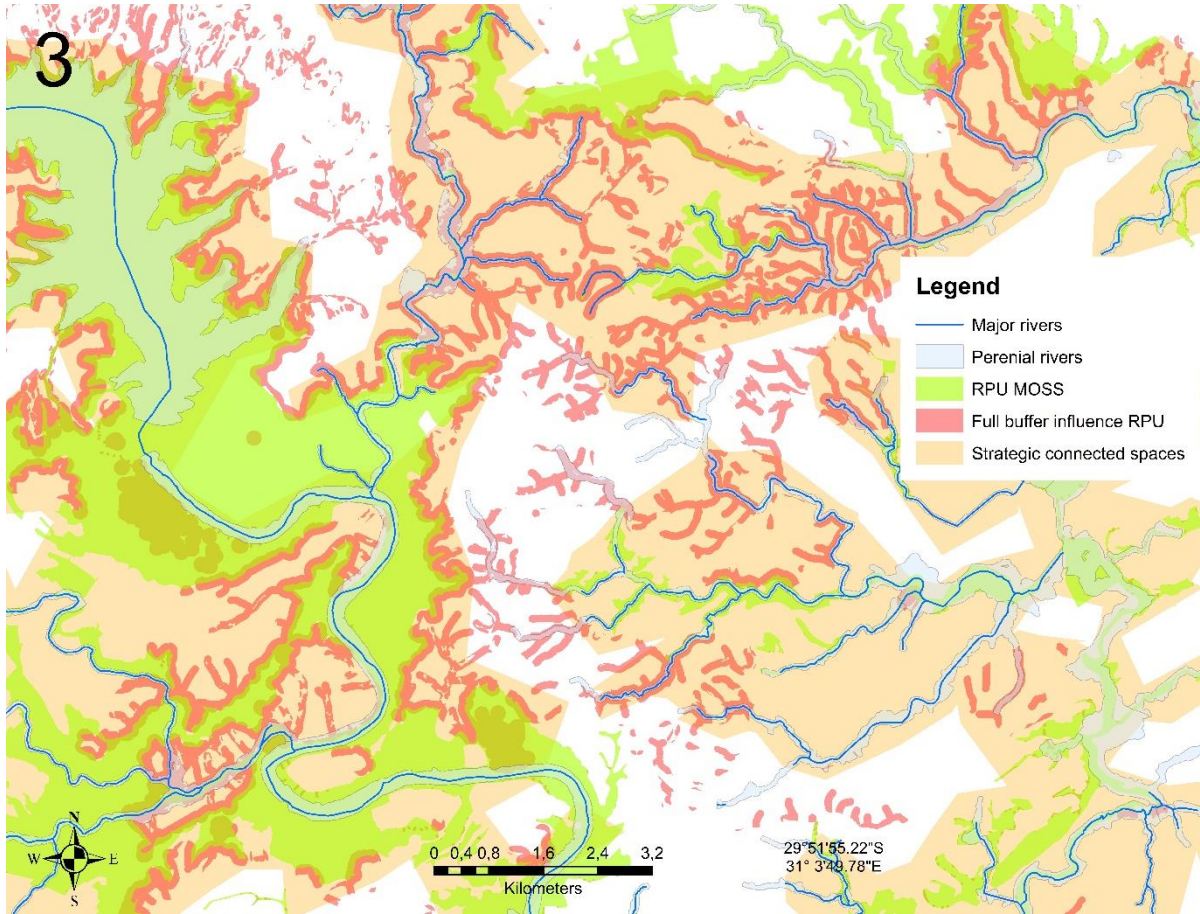 3
Legend
Major rivers
Perenial rivers
RPU MOSS
Full buffer influence RPU
Strategic connected spaces
N
W E
S
0 0,4 0,8 1,6 2,4 3,2
Kilometers
29°51'55.22"S
31° 3'49.78"E